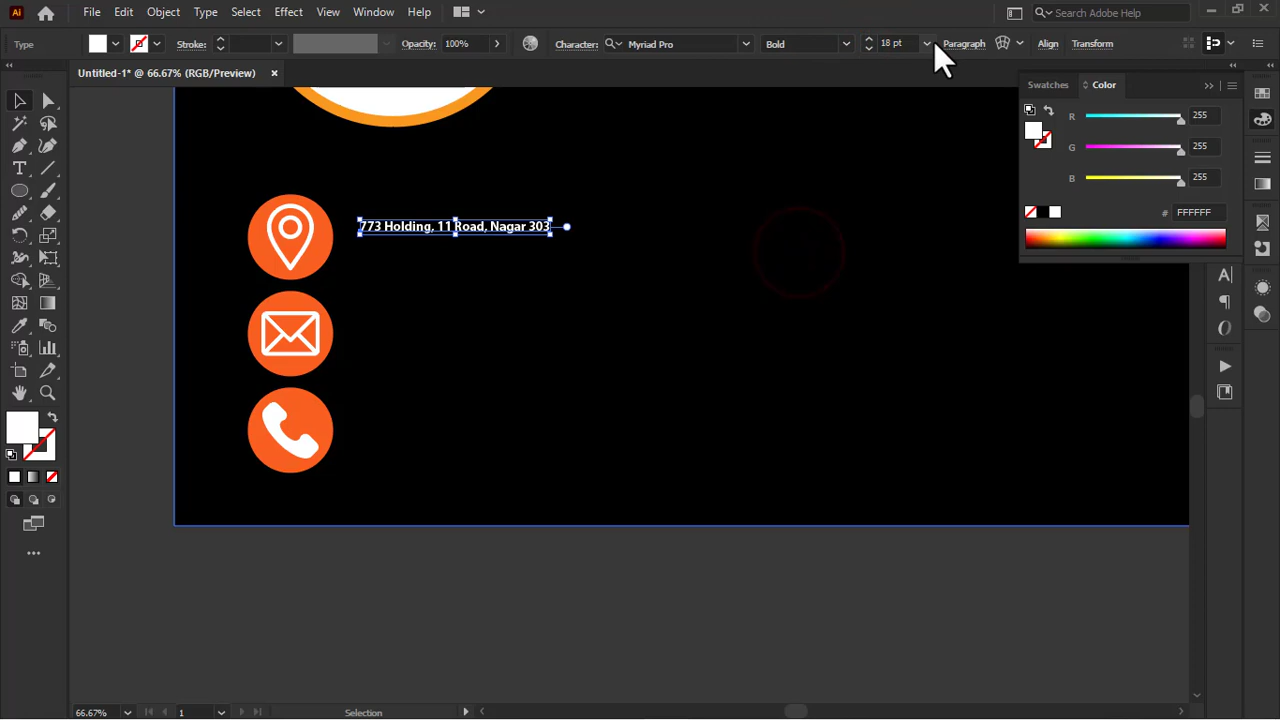 Ai File Edit Object Type Select Effect View Window Help Search Adobe Help
Type Stroke: Opacity: 100% Character: Myriad Pro Bold 18 pt Paragraph Align Transform
Untitled-1* @ 66.67% (RGB/Preview)
Swatches Color
R 255
G 255
B 255
# FFFFFF
773 Holding, 11 Road, Nagar 303
66.67% 1 Selection